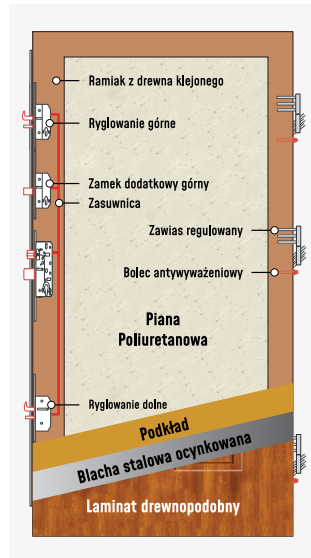 Ramiak z drewna klejonego
Ryglowanie górne
Zamek dodatkowy górny
Zasuwnica
Zawias regulowany
Bolec antywyważeniowy
Piana
Poliuretanowa
Ryglowanie dolne
Podkład
Blacha stalowa ocynkowana
Laminat drewnopodobny